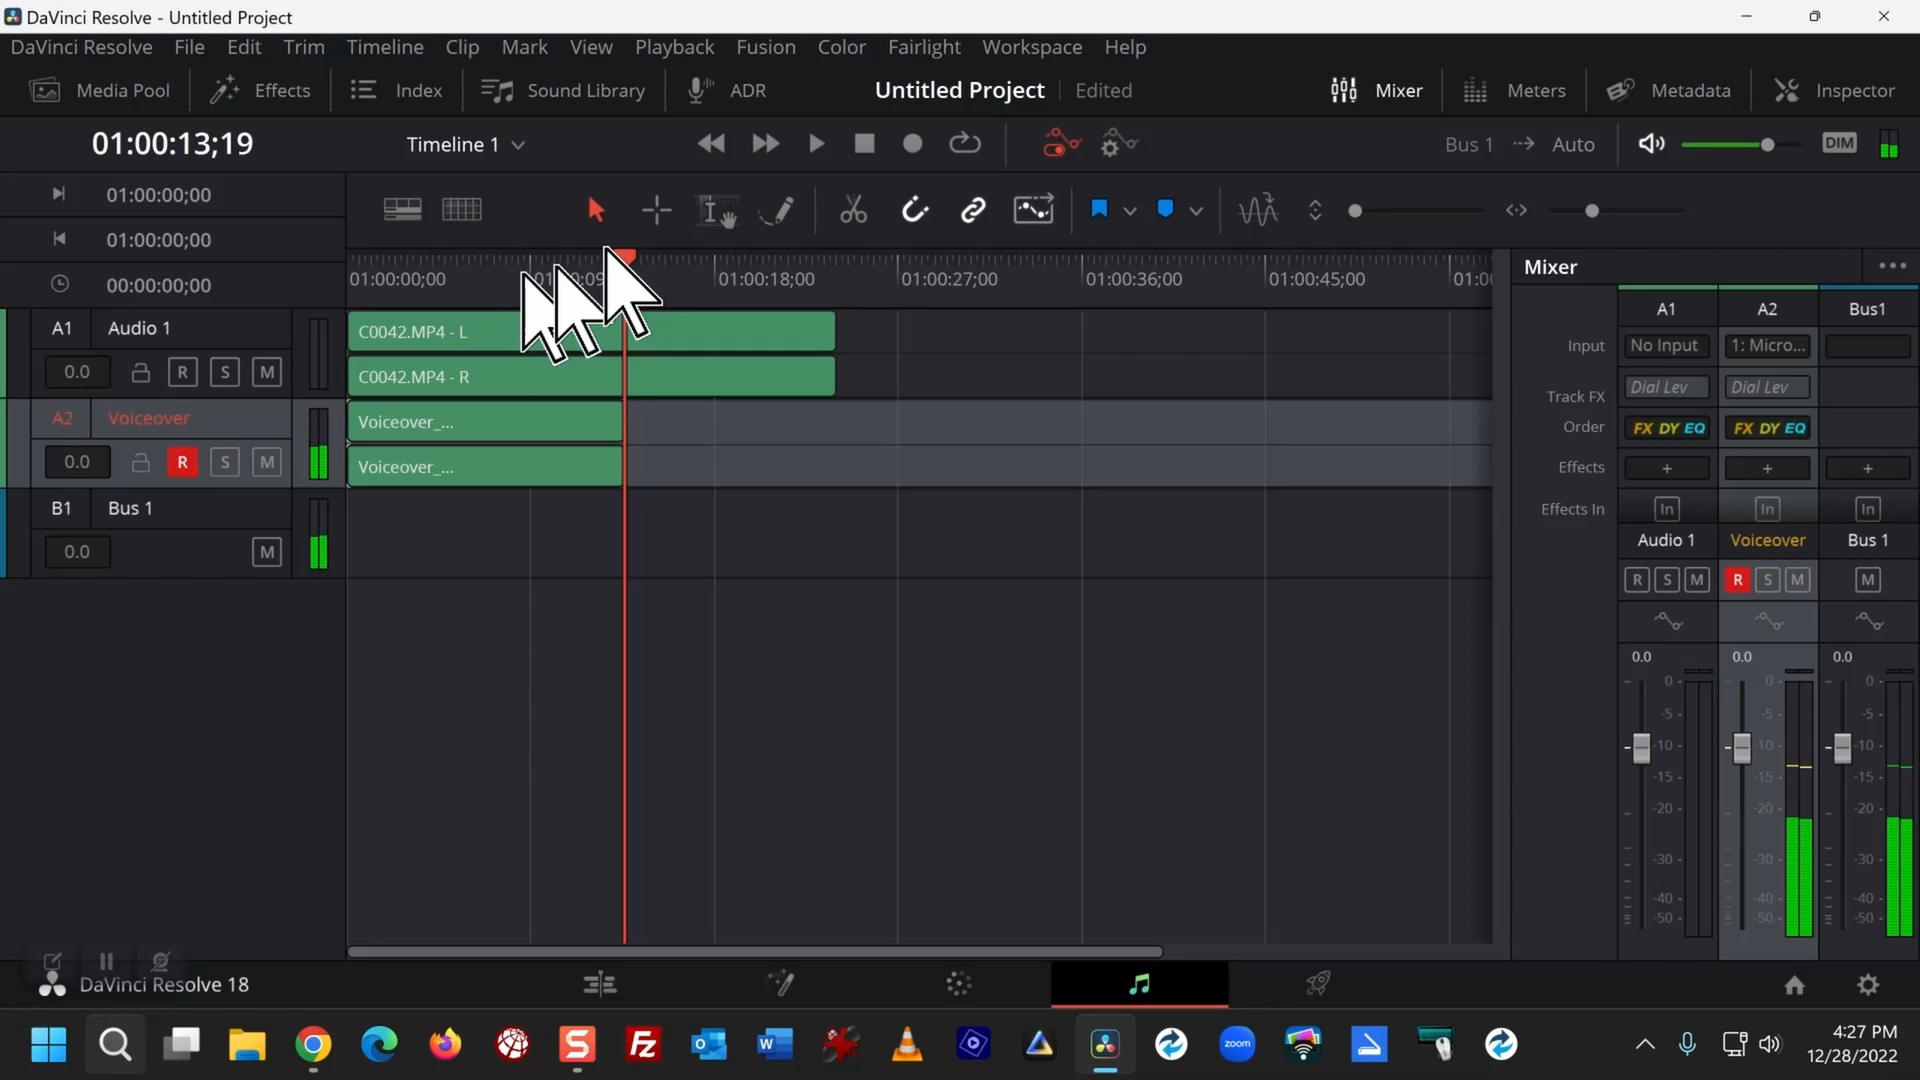 DaVinci Resolve - Untitled Project
DaVinci Resolve File Edit Trim Timeline Clip Mark View Playback Fusion Color Fairlight Workspace Help
Media Pool Effects Index Sound Library ADR Untitled Project Edited Mixer Meters Metadata Inspector
01:00:13;19 Timeline 1 Bus 1 Auto DIM
01:00:00;00
01:00:00;00
00:00:00;00
01:00:00;00 01:00:18;00 01:00:27;00 01:00:36;00 01:00:45;00
Mixer
A1 Audio 1
0.0 R S M
C0042.MP4 - L
C0042.MP4 - R
A2 Voiceover
0.0 R S M
Voiceover_...
Voiceover_...
B1 Bus 1
0.0 M
A1 A2 Bus1
Input No Input 1: Micro...
Track FX Dial Lev Dial Lev
Order FX DY EQ FX DY EQ
Effects + + +
Effects In In In In
Audio 1 Voiceover Bus 1
R S M R S M M
0.0 0.0 0.0
0 0 0
-5 -5 -5
-10 -10 -10
-15 -15 -15
-20 -20 -20
-30 -30 -30
-40 -40 -40
-50 -50 -50
DaVinci Resolve 18
zoom
4:27 PM
12/28/2022